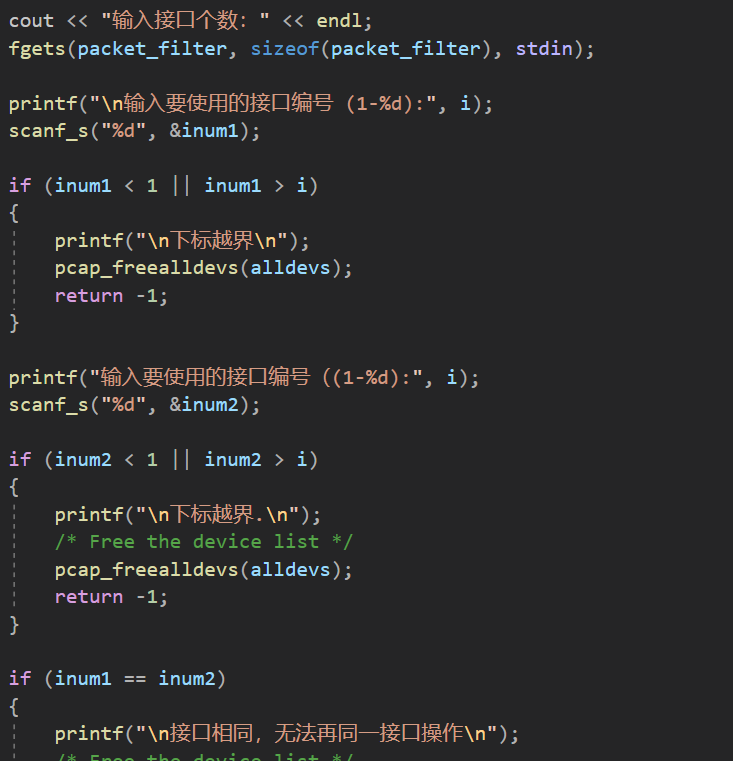 cout << "输入接口个数: " << endl;
fgets(packet_filter, sizeof(packet_filter), stdin);
printf("\n输入要使用的接口编号 (1-%d):", i);
scanf_s("%d", &inum1);
if (inum1 < 1 || inum1 > i)
{
printf("\n下标越界\n");
pcap_freealldevs(alldevs);
return -1;
}
printf("输入要使用的接口编号 ((1-%d):", i);
scanf_s("%d", &inum2);
if (inum2 < 1 || inum2 > i)
{
printf("\n下标越界.\n");
/* Free the device list */
pcap_freealldevs(alldevs);
return -1;
}
if (inum1 == inum2)
{
printf("\n接口相同, 无法再同一接口操作\n");
/* Free the device list */